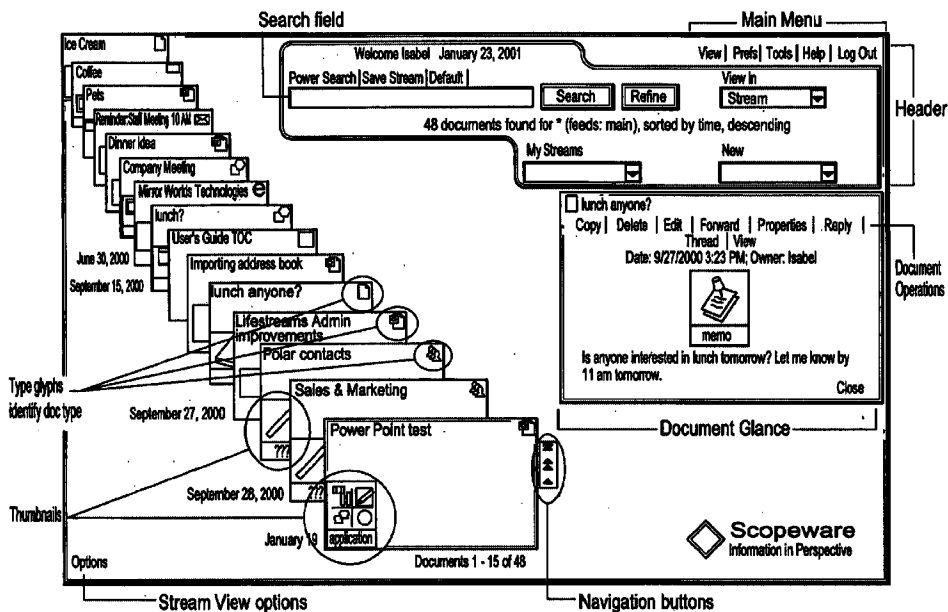 Search field
Main Menu
Ice Cream
Coffee
Pets
Reminder:Staff Meeting 10 AM
Dinner Idea
Company Meeting
Mirror Worlds Technologies
lunch?
User's Guide TOC
June 30, 2000
Importing address book
September 15, 2000
lunch anyone?
Lifestreams Admin
improvements
Polar contacts
Type glyphs
identify doc type
Sales & Marketing
September 27, 2000
Power Point test
???
September 28, 2000
???
Thumbnails
January 19
application
Options
Documents 1 - 15 of 48
Stream View options
Navigation buttons
Welcome Isabel January 23, 2001
View | Prefs | Tools | Help | Log Out
Power Search | Save Stream | Default |
View In
Search
Refine
Stream
Header
48 documents found for * (feeds: main), sorted by time, descending
My Streams
New
lunch anyone?
Copy | Delete | Edit | Forward | Properties | Reply |
Thread | View
Date: 9/27/2000 3:23 PM; Owner: Isabel
Document
Operations
memo
Is anyone interested in lunch tomorrow? Let me know by
11 am tomorrow.
Close
Document Glance
Scopeware
Information in Perspective